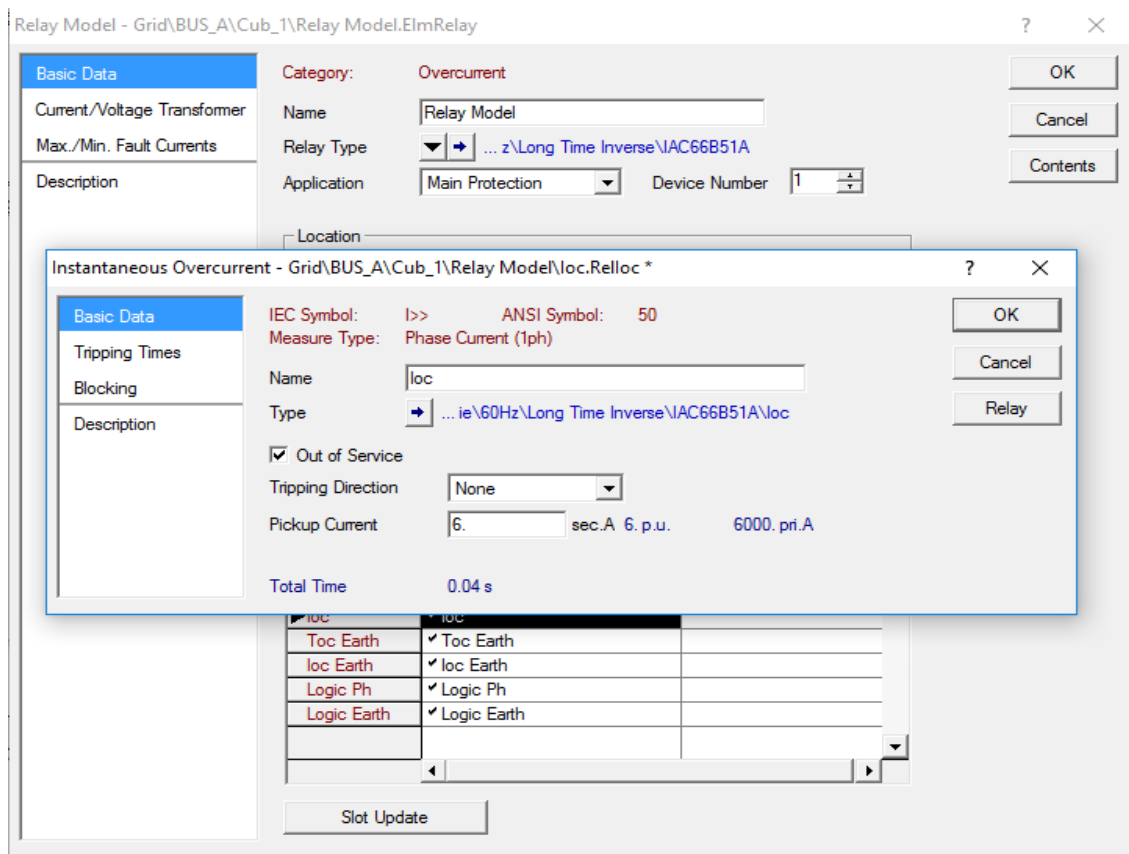 Relay Model - Grid\BUS_A\Cub_1\Relay Model.ElmRelay ?
Basic Data
Current/Voltage Transformer
Max./Min. Fault Currents
Description
Category: Overcurrent
Name Relay Model
Relay Type ... z\Long Time Inverse\IAC66B51A
Application Main Protection Device Number 1
OK
Cancel
Contents
Location
Instantaneous Overcurrent - Grid\BUS_A\Cub_1\Relay Model\Ioc.RelIoc * ?
Basic Data
Tripping Times
Blocking
Description
IEC Symbol: I>> ANSI Symbol: 50
Measure Type: Phase Current (1ph)
Name Ioc
Type ... ie\60Hz\Long Time Inverse\IAC66B51A\Ioc
Out of Service
Tripping Direction None
Pickup Current 6. sec.A 6. p.u. 6000. pri.A
Total Time 0.04 s
OK
Cancel
Relay
Ioc Ioc
Toc Earth Toc Earth
Ioc Earth Ioc Earth
Logic Ph Logic Ph
Logic Earth Logic Earth
Slot Update